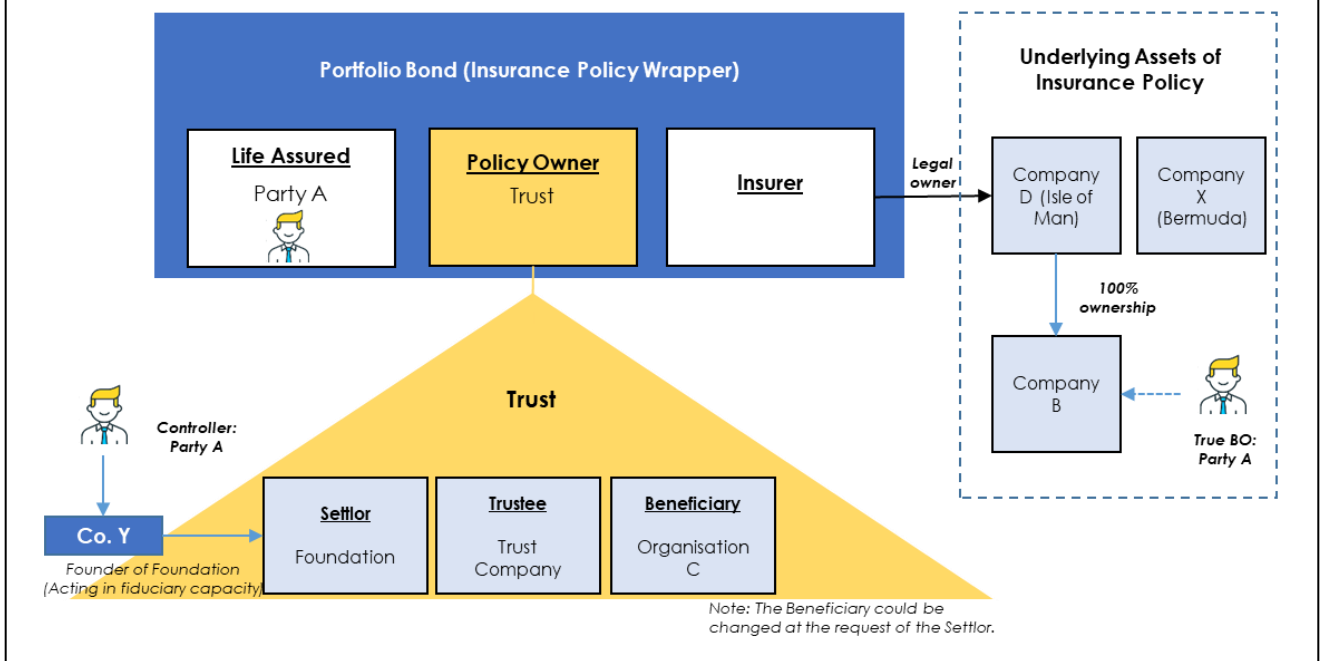 Portfolio Bond (Insurance Policy Wrapper)
Life Assured
Party A
Policy Owner
Trust
Insurer
Legal
owner
Underlying Assets of
Insurance Policy
Company
D (Isle of
Man)
Company
X
(Bermuda)
100%
ownership
Company
B
True BO:
Party A
Trust
Controller:
Party A
Co. Y
Founder of Foundation
(Acting in fiduciary capacity)
Settlor
Foundation
Trustee
Trust
Company
Beneficiary
Organisation
C
Note: The Beneficiary could be
changed at the request of the Settlor.